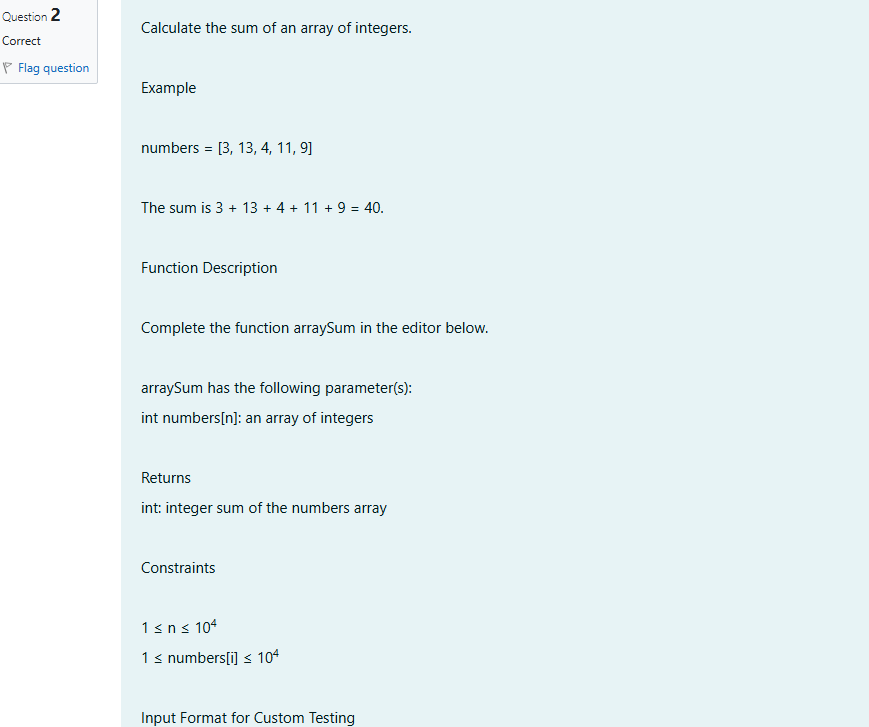 Question 2
Correct
Flag question
Calculate the sum of an array of integers.
Example
numbers = [3, 13, 4, 11, 9]
The sum is 3 + 13 + 4 + 11 + 9 = 40.
Function Description
Complete the function arraySum in the editor below.
arraySum has the following parameter(s):
int numbers[n]: an array of integers
Returns
int: integer sum of the numbers array
Constraints
1 ≤ n ≤ 10⁴
1 ≤ numbers[i] ≤ 10⁴
Input Format for Custom Testing